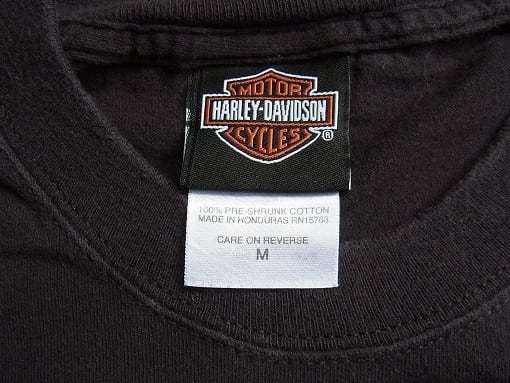 MOTOR
HARLEY-DAVIDSON
CYCLES
®
100% PRE-SHRUNK COTTON
MADE IN HONDURAS RN15763
CARE ON REVERSE
M